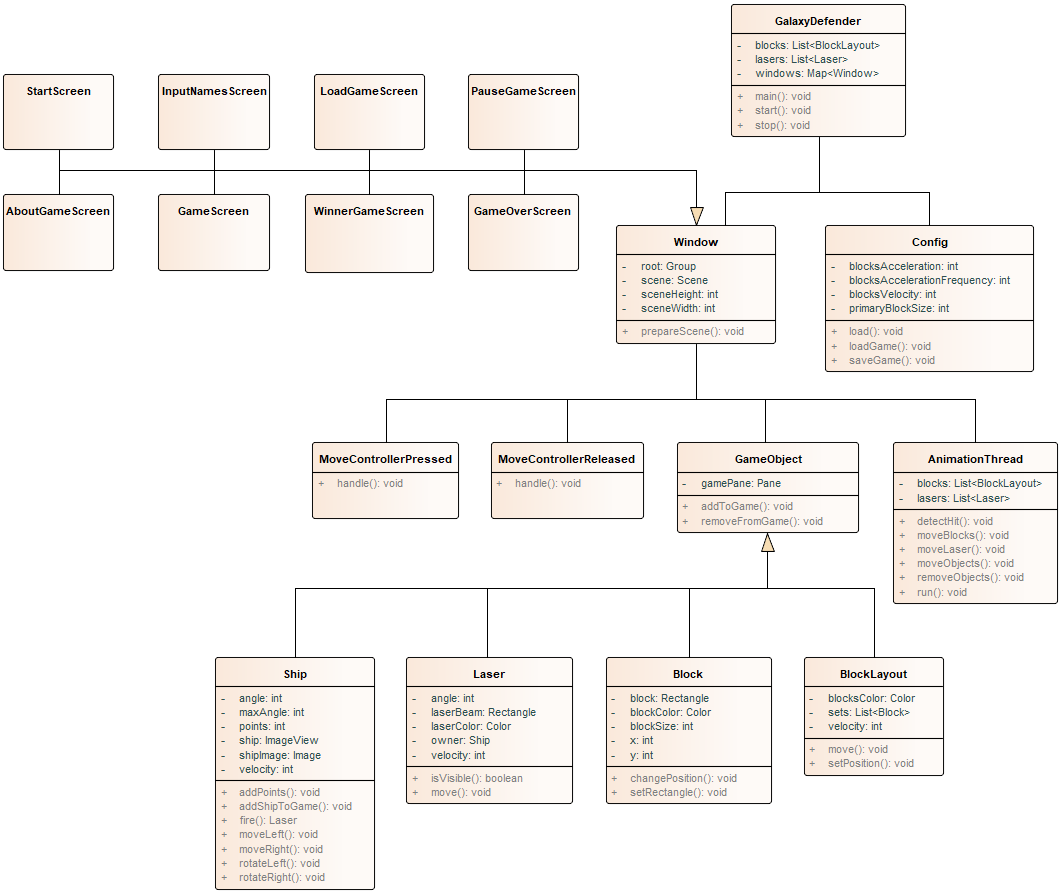 GalaxyDefender
- blocks: List<BlockLayout>
- lasers: List<Laser>
- windows: Map<Window>
+ main(): void
+ start(): void
+ stop(): void
StartScreen
InputNamesScreen
LoadGameScreen
PauseGameScreen
AboutGameScreen
GameScreen
WinnerGameScreen
GameOverScreen
Window
- root: Group
- scene: Scene
- sceneHeight: int
- sceneWidth: int
+ prepareScene(): void
Config
- blocksAcceleration: int
- blocksAccelerationFrequency: int
- blocksVelocity: int
- primaryBlockSize: int
+ load(): void
+ loadGame(): void
+ saveGame(): void
MoveControllerPressed
+ handle(): void
MoveControllerReleased
+ handle(): void
GameObject
- gamePane: Pane
+ addToGame(): void
+ removeFromGame(): void
AnimationThread
- blocks: List<BlockLayout>
- lasers: List<Laser>
+ detectHit(): void
+ moveBlocks(): void
+ moveLaser(): void
+ moveObjects(): void
+ removeObjects(): void
+ run(): void
Ship
- angle: int
- maxAngle: int
- points: int
- ship: ImageView
- shipImage: Image
- velocity: int
+ addPoints(): void
+ addShipToGame(): void
+ fire(): Laser
+ moveLeft(): void
+ moveRight(): void
+ rotateLeft(): void
+ rotateRight(): void
Laser
- angle: int
- laserBeam: Rectangle
- laserColor: Color
- owner: Ship
- velocity: int
+ isVisible(): boolean
+ move(): void
Block
- block: Rectangle
- blockColor: Color
- blockSize: int
- x: int
- y: int
+ changePosition(): void
+ setRectangle(): void
BlockLayout
- blocksColor: Color
- sets: List<Block>
- velocity: int
+ move(): void
+ setPosition(): void